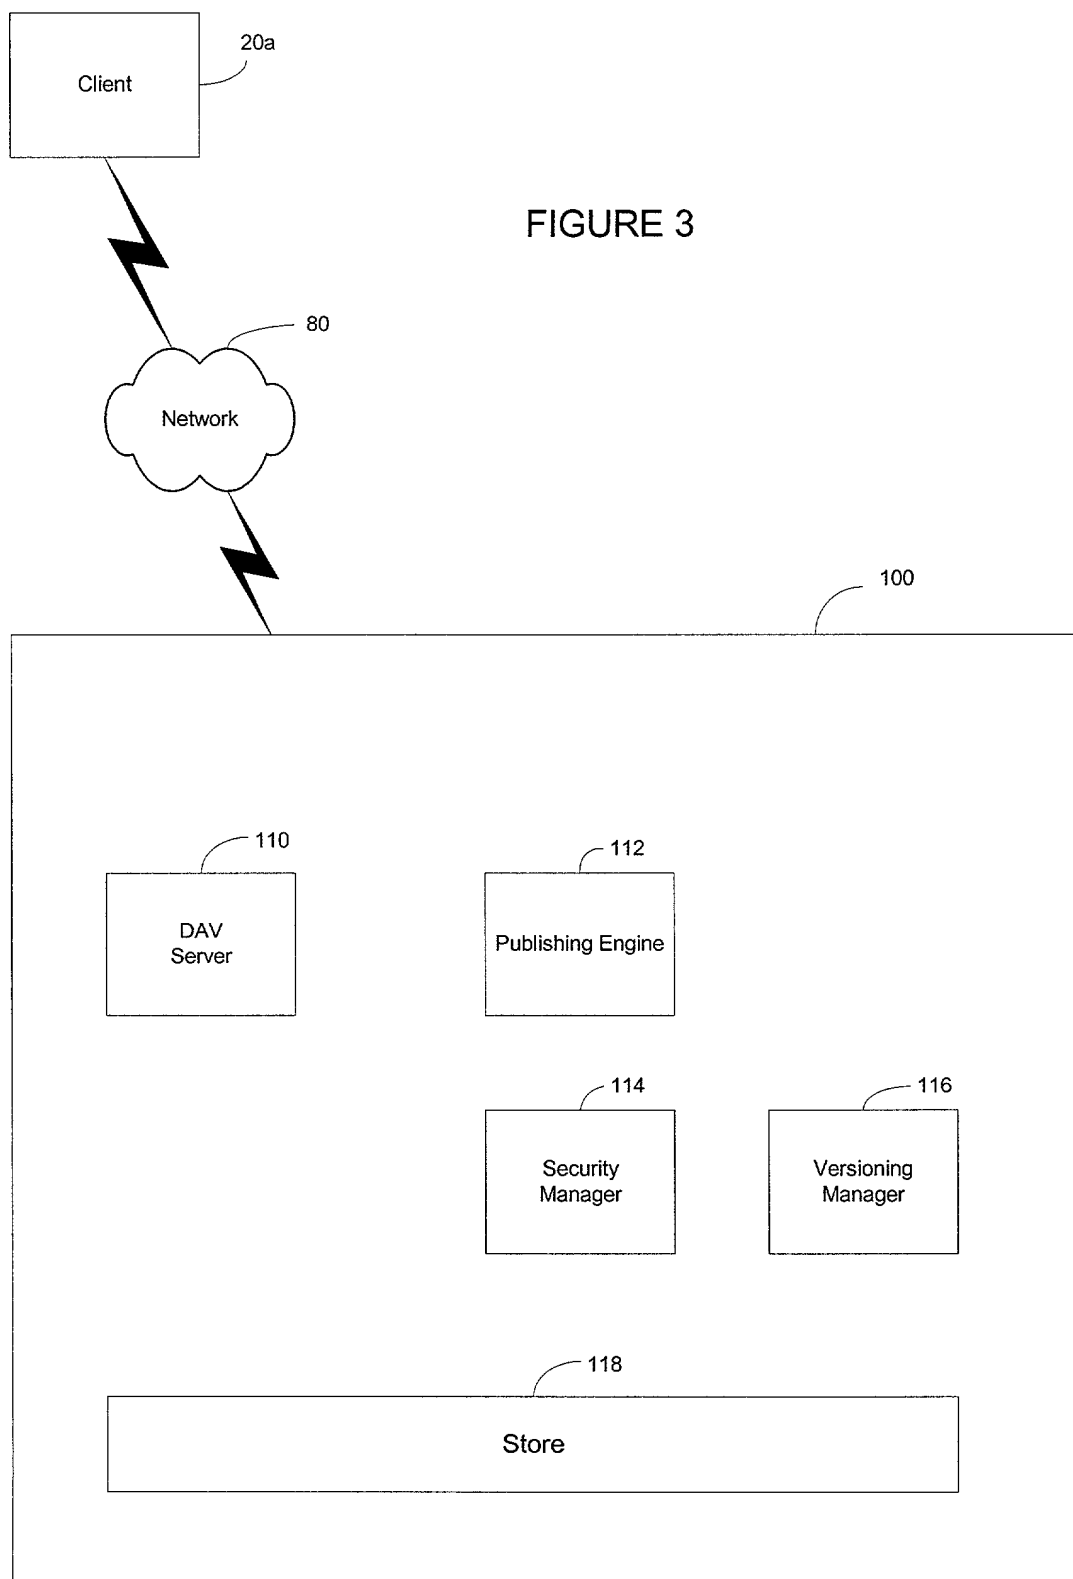 20a
Client
FIGURE 3
80
Network
100
110
112
DAV
Server
Publishing Engine
114
116
Security
Manager
Versioning
Manager
118
Store